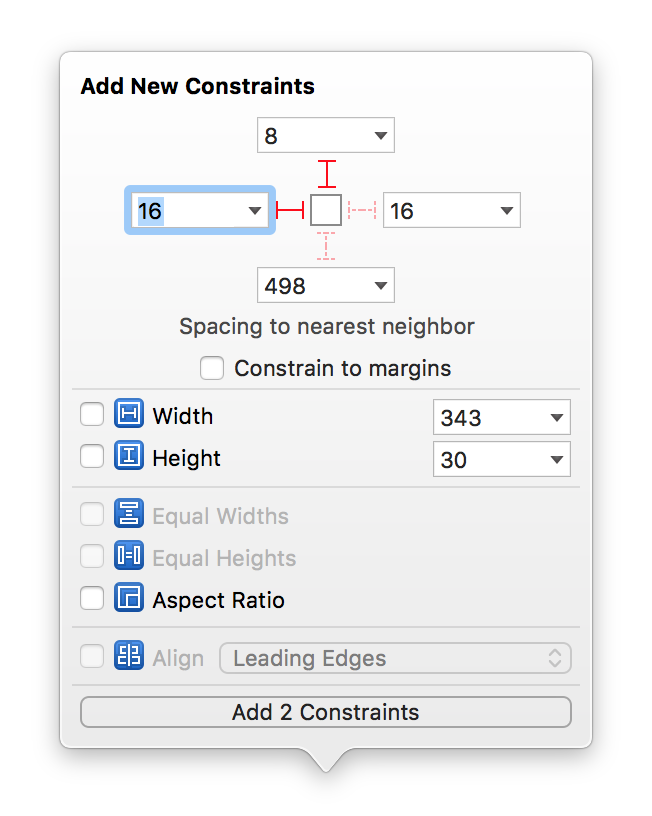 Add New Constraints
8
16
16
498
Spacing to nearest neighbor
Constrain to margins
Width 343
Height 30
Equal Widths
Equal Heights
Aspect Ratio
Align Leading Edges
Add 2 Constraints